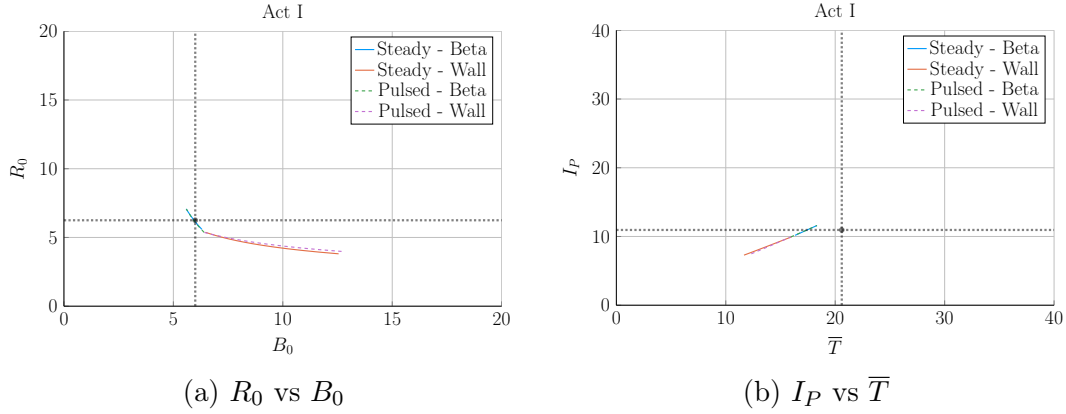 Act I
20
15
10
5
0
R₀
0
5
10
15
20
B₀
Steady - Beta
Steady - Wall
Pulsed - Beta
Pulsed - Wall
(a) R₀ vs B₀
Act I
40
30
20
10
0
I_P
0
10
20
30
40
T̅
Steady - Beta
Steady - Wall
Pulsed - Beta
Pulsed - Wall
(b) I_P vs T̅